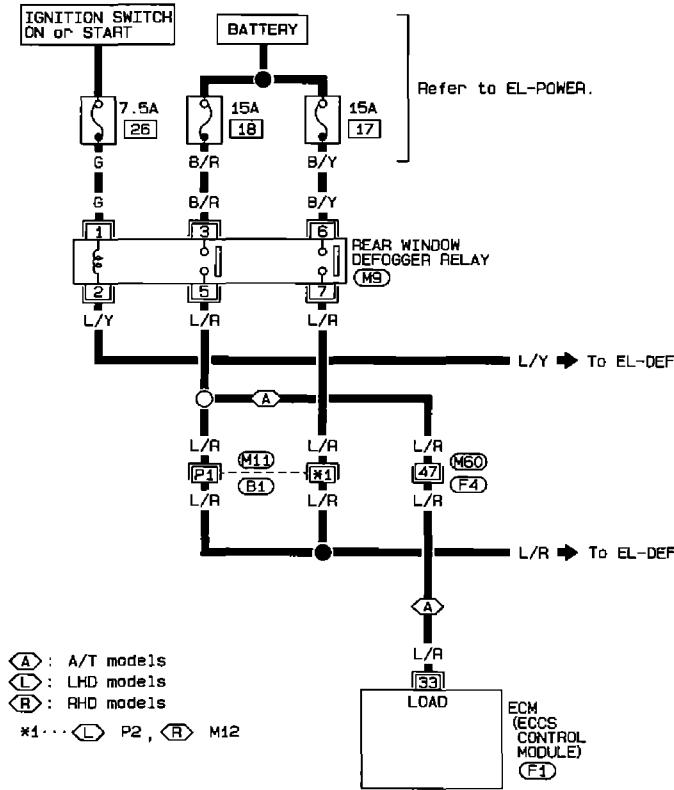 IGNITION SWITCH
ON or START
BATTERY
Refer to EL-POWER.
7.5A
26
15A
18
15A
17
G
B/R
B/Y
G
B/R
B/Y
1
3
6
REAR WINDOW
DEFOGGER RELAY
M9
2
5
7
L/Y
L/R
L/R
L/Y
To EL-DEF
A
L/R
L/R
L/R
P1
M11
B1
*1
47
M60
F4
L/R
L/R
L/R
L/R
To EL-DEF
A
L/R
33
LOAD
ECM
(ECCS
CONTROL
MODULE)
F1
A : A/T models
L : LHD models
R : RHD models
*1··· L P2 , R M12